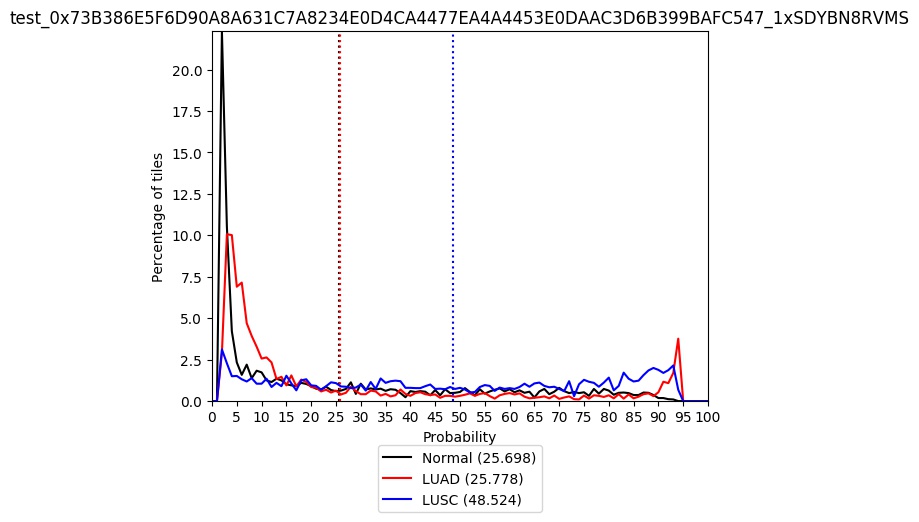 test_0x73B386E5F6D90A8A631C7A8234E0D4CA4477EA4A4453E0DAAC3D6B399BAFC547_1xSDYBN8RVMS
20.0
17.5
15.0
12.5
10.0
7.5
5.0
2.5
0.0
Percentage of tiles
0 5 10 15 20 25 30 35 40 45 50 55 60 65 70 75 80 85 90 95 100
Probability
Normal (25.698)
LUAD (25.778)
LUSC (48.524)